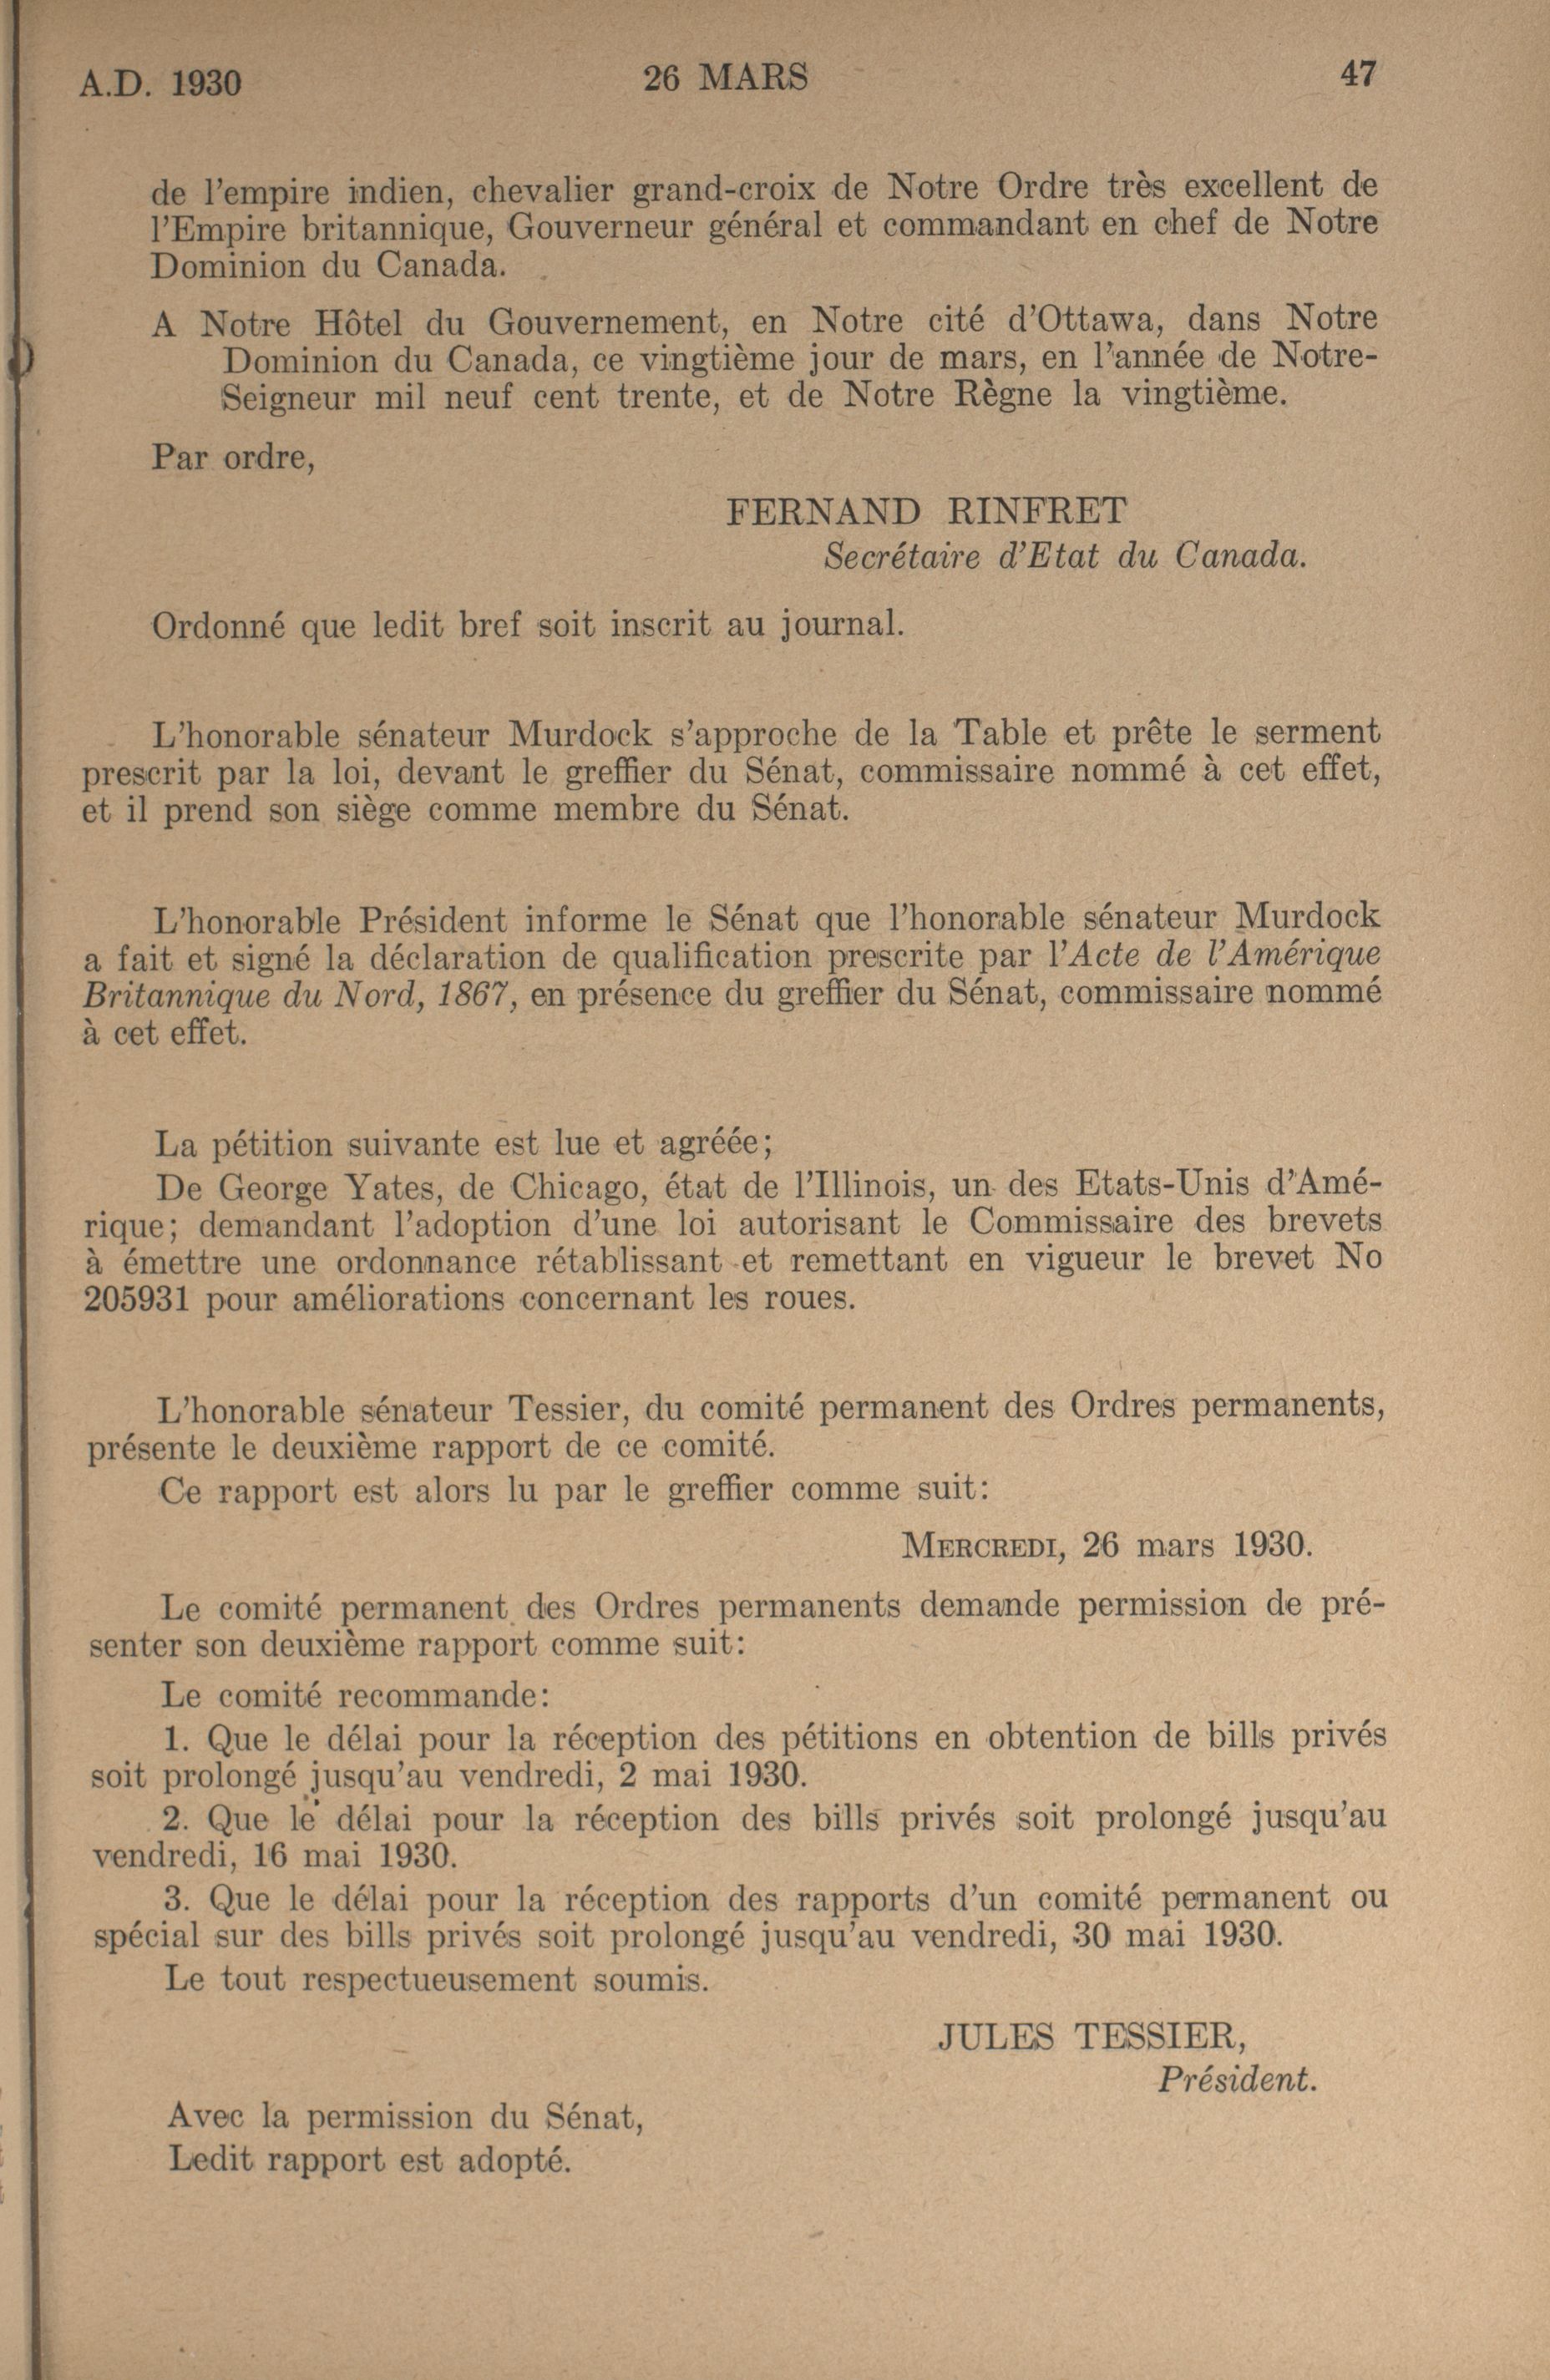 A.D. 1930 26 MARS 47
de l'empire indien, chevalier grand-croix de Notre Ordre très excellent de
l'Empire britannique, Gouverneur général et commandant en chef de Notre
Dominion du Canada.
A Notre Hôtel du Gouvernement, en Notre cité d'Ottawa, dans Notre
Dominion du Canada, ce vingtième jour de mars, en l'année de Notre-
Seigneur mil neuf cent trente, et de Notre Règne la vingtième.
Par ordre,
FERNAND RINFRET
Secrétaire d'Etat du Canada.
Ordonné que ledit bref soit inscrit au journal.
L'honorable sénateur Murdock s'approche de la Table et prête le serment
prescrit par la loi, devant le greffier du Sénat, commissaire nommé à cet effet,
et il prend son siège comme membre du Sénat.
L'honorable Président informe le Sénat que l'honorable sénateur Murdock
a fait et signé la déclaration de qualification prescrite par l'Acte de l'Amérique
Britannique du Nord, 1867, en présence du greffier du Sénat, commissaire nommé
à cet effet.
La pétition suivante est lue et agréée;
De George Yates, de Chicago, état de l'Illinois, un des Etats-Unis d'Amé-
rique; demandant l'adoption d'une loi autorisant le Commissaire des brevets
à émettre une ordonnance rétablissant et remettant en vigueur le brevet No
205931 pour améliorations concernant les roues.
L'honorable sénateur Tessier, du comité permanent des Ordres permanents,
présente le deuxième rapport de ce comité.
Ce rapport est alors lu par le greffier comme suit:
MERCREDI, 26 mars 1930.
Le comité permanent des Ordres permanents demande permission de pré-
senter son deuxième rapport comme suit:
Le comité recommande:
1. Que le délai pour la réception des pétitions en obtention de bills privés
soit prolongé jusqu'au vendredi, 2 mai 1930.
2. Que le délai pour la réception des bills privés soit prolongé jusqu'au
vendredi, 16 mai 1930.
3. Que le délai pour la réception des rapports d'un comité permanent ou
spécial sur des bills privés soit prolongé jusqu'au vendredi, 30 mai 1930.
Le tout respectueusement soumis.
JULES TESSIER,
Président.
Avec la permission du Sénat,
Ledit rapport est adopté.